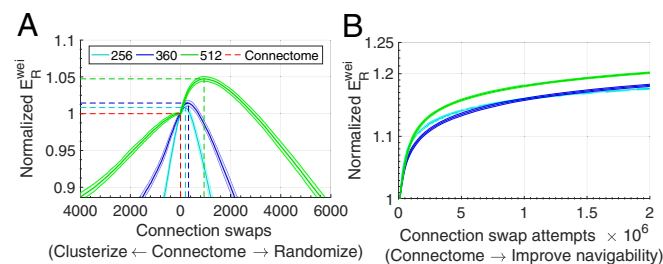 A
Normalized E_R^wei
1.1
1.05
1
0.95
0.9
256 360 512 Connectome
4000 2000 0 2000 4000 6000
Connection swaps
(Clusterize ← Connectome → Randomize)
B
Normalized E_R^wei
1.25
1.2
1.1
1
0 0.5 1 1.5 2
Connection swap attempts × 10^6
(Connectome → Improve navigability)